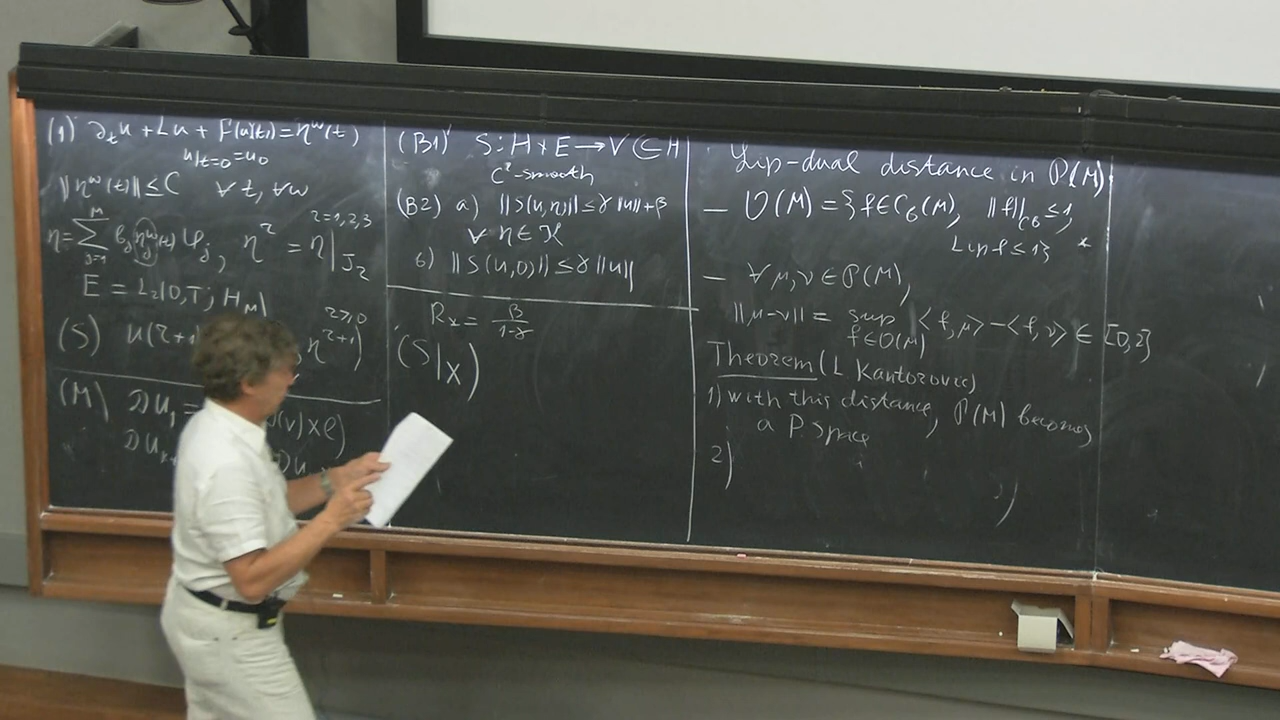 (1) ∂ₜu + Lu + F(u(t)) = η^ω(t)
u|t=0 = u₀
‖η^ω(t)‖ ≤ C ∀t, ∀ω
η = Σ_{j=1}^{M} b_j η_j^ω(t) φ_j ; η^τ = η|_{J_τ}
τ=1,2,3
E = L₂(0,T; H_M)
τ≥0
(S) u(τ+1 η^{τ+1})
(M) 𝒟u₁ = (ν)×ℓ)
𝒟u
(B1) S : H × E → V ⊂ H
C²-smooth
(B2) a) ‖S(u,η)‖ ≤ γ‖u‖ + β
∀ η ∈ 𝒦
б) ‖S(u,0)‖ ≤ γ‖u‖
R_* = β/(1-γ)
(S|X)
Lip-dual distance in P(M)
— O(M) = {f ∈ C_b(M), ‖f‖_{C_b} ≤ 1,
Lip f ≤ 1}
— ∀ μ,ν ∈ P(M),
‖μ-ν‖ = sup_{f∈O(M)} <f,μ> - <f,ν> ∈ [0,2]
Theorem (L Kantorovic)
1) with this distance, P(M) becomes
a P. space
2)